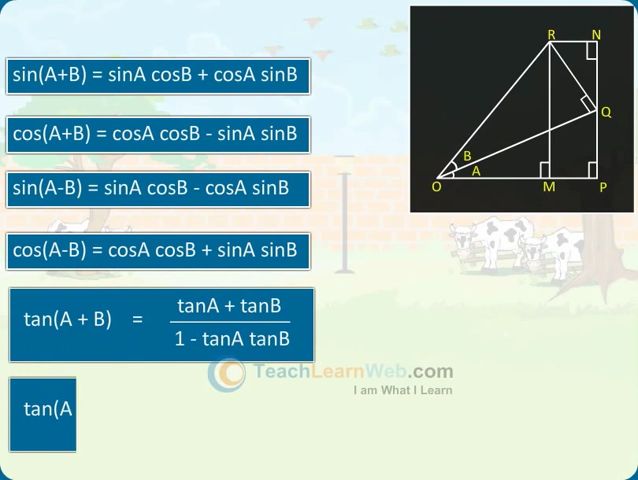 sin(A+B) = sinA cosB + cosA sinB
cos(A+B) = cosA cosB - sinA sinB
sin(A-B) = sinA cosB - cosA sinB
cos(A-B) = cosA cosB + sinA sinB
tan(A + B) = tanA + tanB
1 - tanA tanB
tan(A
R N
Q
B
A
O M P
TeachLearnWeb.com
I am What I Learn